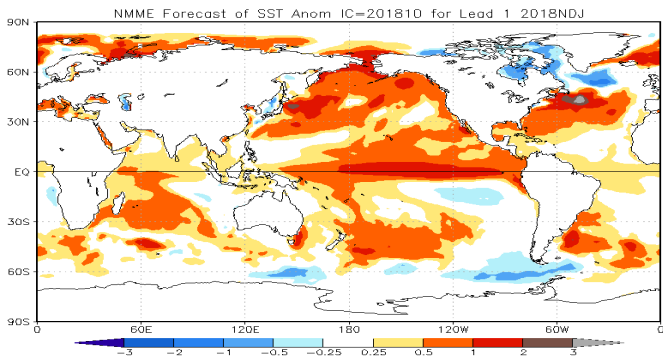 NMME Forecast of SST Anom IC=201810 for Lead 1 2018NDJ
90N
60N
30N
EQ
30S
60S
90S
0 60E 120E 180 120W 60W 0
-3 -2 -1 -0.5 -0.25 0.25 0.5 1 2 3